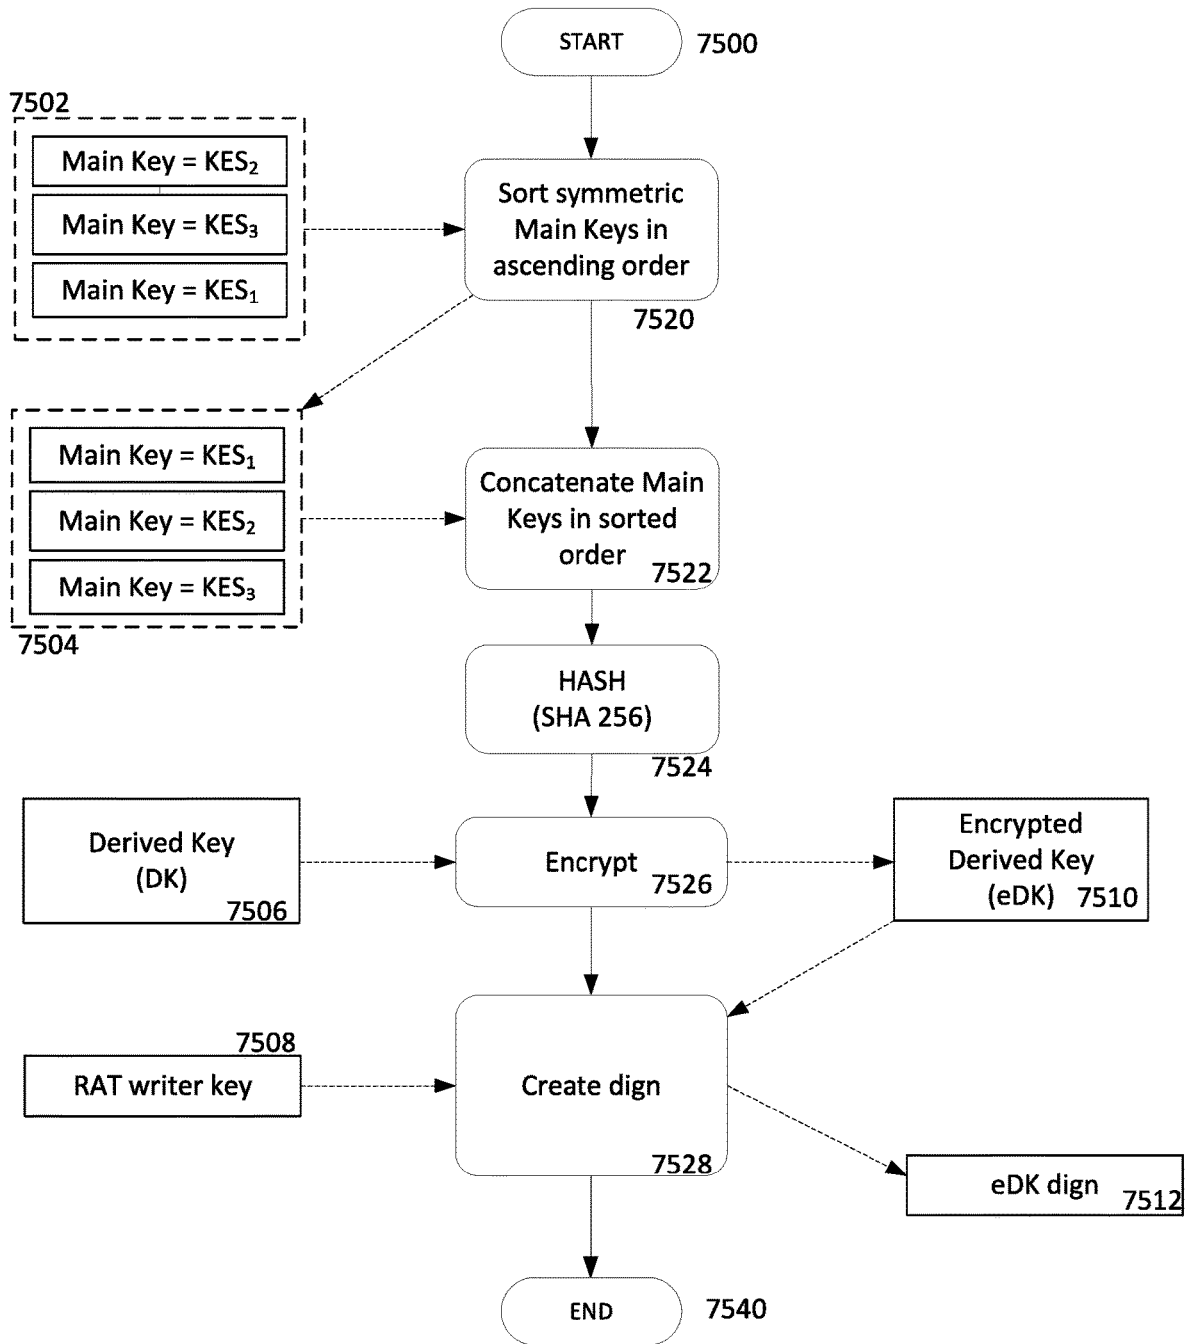 START
7500
7502
Main Key = KES₂
Main Key = KES₃
Main Key = KES₁
Sort symmetric
Main Keys in
ascending order
7520
Main Key = KES₁
Main Key = KES₂
Main Key = KES₃
7504
Concatenate Main
Keys in sorted
order
7522
HASH
(SHA 256)
7524
Derived Key
(DK)
7506
Encrypt
7526
Encrypted
Derived Key
(eDK)
7510
7508
RAT writer key
Create dign
7528
eDK dign
7512
END
7540